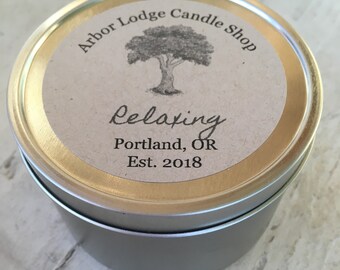 Arbor Lodge Candle Shop
Relaxing
Portland, OR
Est. 2018